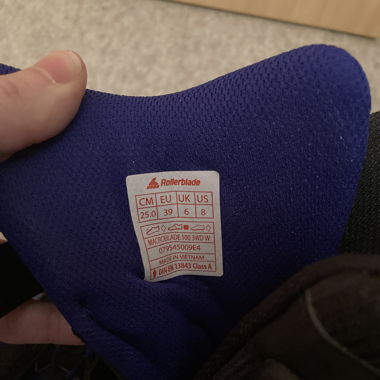 Rollerblade
CM EU UK US
25.0 39 6 8
MACROBLADE 100 3WD W
079545009E4
MADE IN VIETNAM
DIN EN 13843 Class A